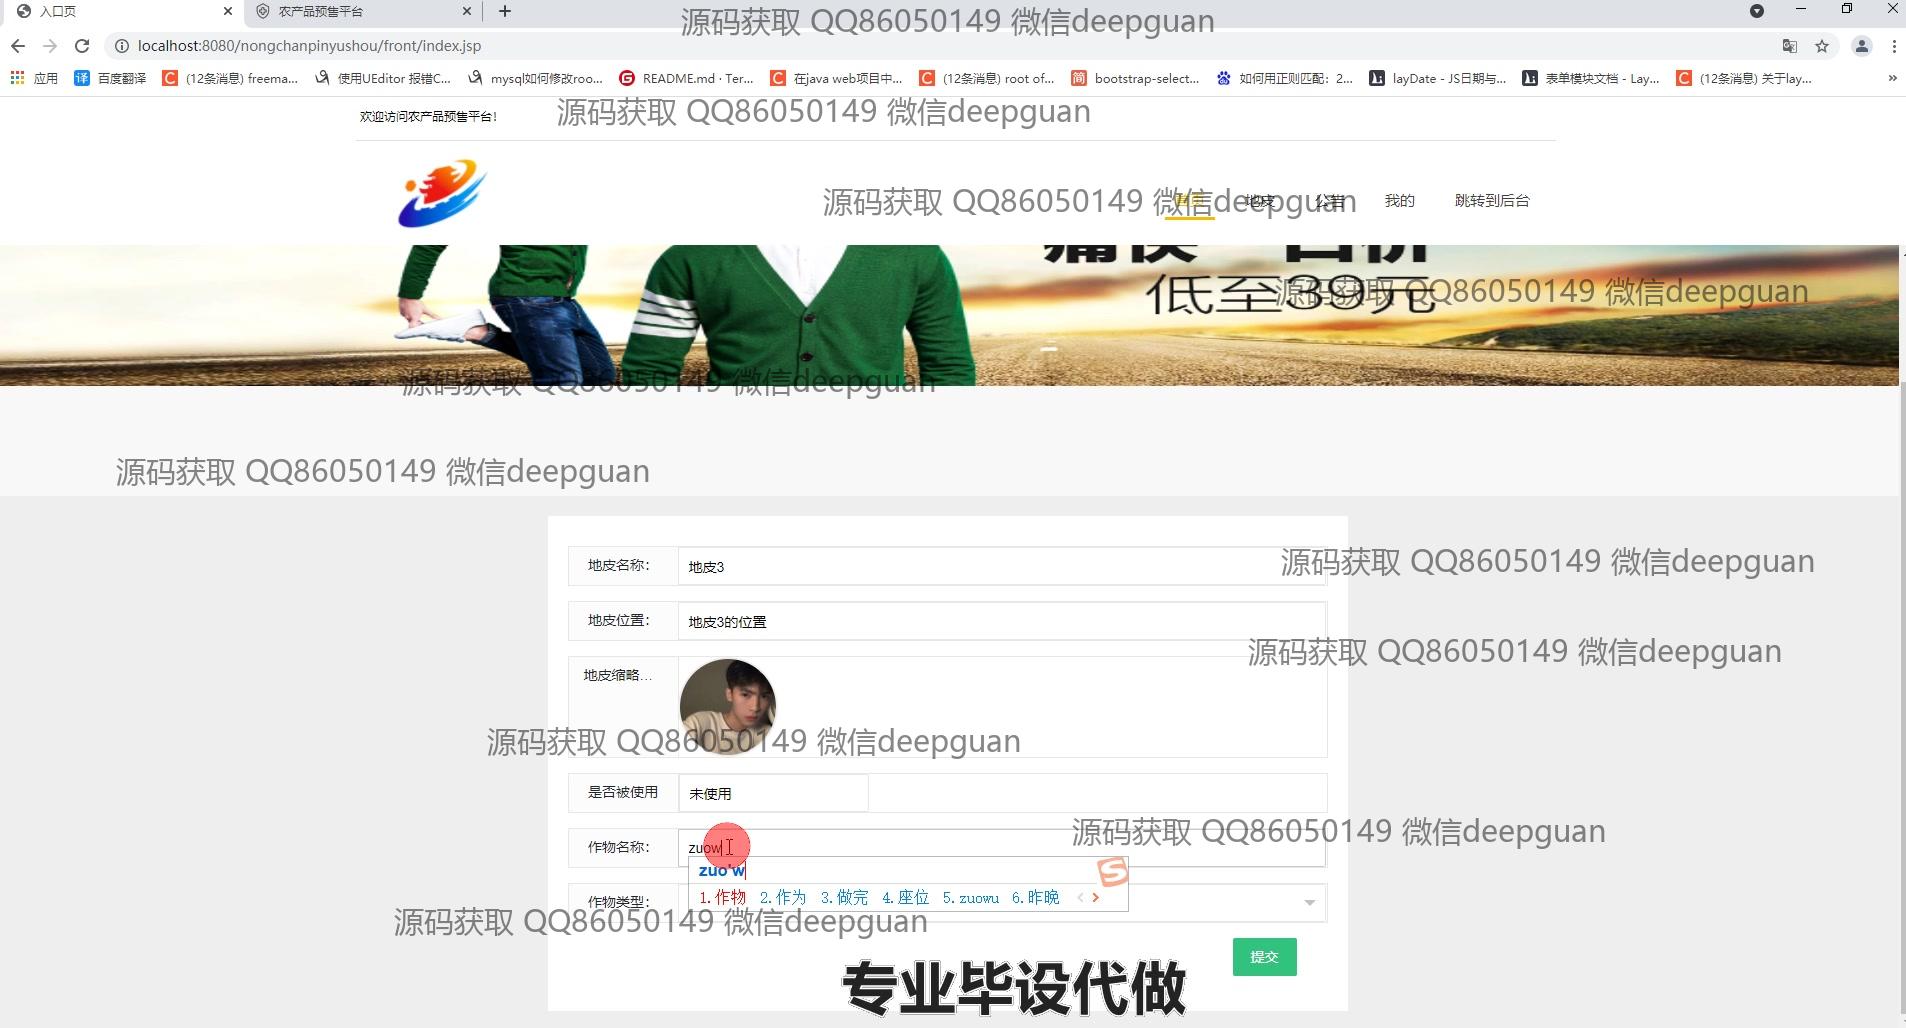 入口页
农产品预售平台
源码获取 QQ86050149 微信deepguan
localhost:8080/nongchanpinyushou/front/index.jsp
应用
译 百度翻译
C (12条消息) freema...
使用UEditor 报错C...
mysql如何修改roo...
G README.md · Ter...
C 在java web项目中...
C (12条消息) root of...
简 bootstrap-select...
如何用正则匹配：2...
layDate - JS日期与...
表单模块文档 - Lay...
C (12条消息) 关于lay...
»
欢迎访问农产品预售平台!
源码获取 QQ86050149 微信deepguan
源码获取 QQ86050149 微信deepguan
首页 地皮 公告 我的 跳转到后台
低至39元
源码获取 QQ86050149 微信deepguan
源码获取 QQ86050149 微信deepguan
源码获取 QQ86050149 微信deepguan
地皮名称： 地皮3
源码获取 QQ86050149 微信deepguan
地皮位置： 地皮3的位置
源码获取 QQ86050149 微信deepguan
地皮缩略...
源码获取 QQ86050149 微信deepguan
是否被使用 未使用
源码获取 QQ86050149 微信deepguan
作物名称： zuow
zuo'w
1.作物 2.作为 3.做完 4.座位 5.zuowu 6.昨晚
作物类型：
源码获取 QQ86050149 微信deepguan
提交
专业毕设代做